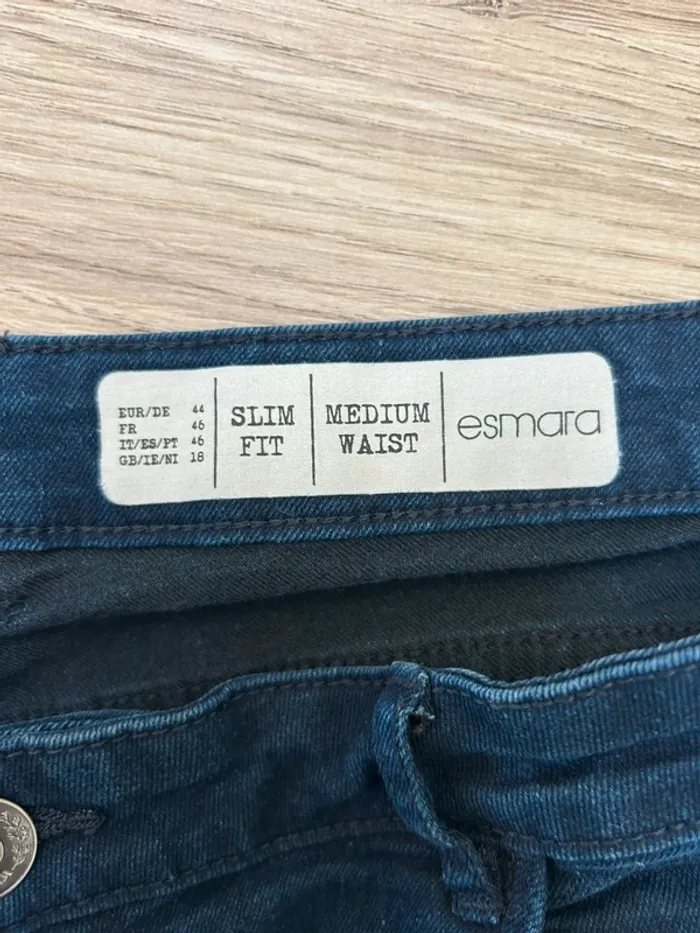 EUR/DE 44
FR 46
IT/ES/PT 46
GB/IE/NI 18
SLIM
FIT
MEDIUM
WAIST
esmara